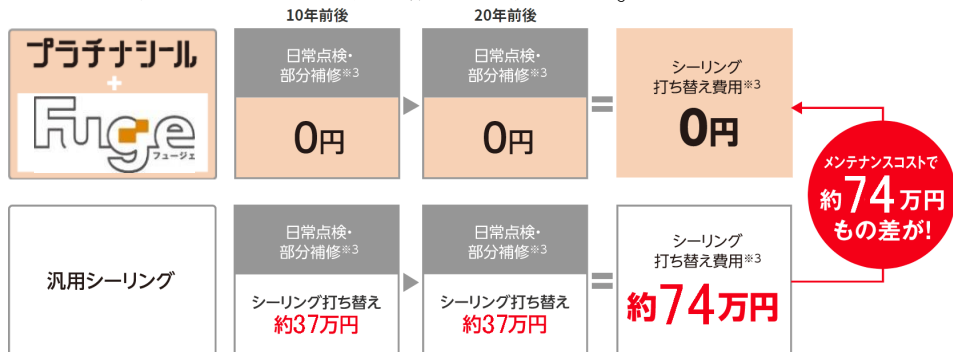 10年前後
20年前後
プラチナシール
+
Fuge
フュージェ
日常点検・
部分補修※3
0円
日常点検・
部分補修※3
0円
シーリング
打ち替え費用※3
0円
メンテナンスコストで
約74万円
もの差が!
汎用シーリング
日常点検・
部分補修※3
シーリング打ち替え
約37万円
日常点検・
部分補修※3
シーリング打ち替え
約37万円
シーリング
打ち替え費用※3
約74万円